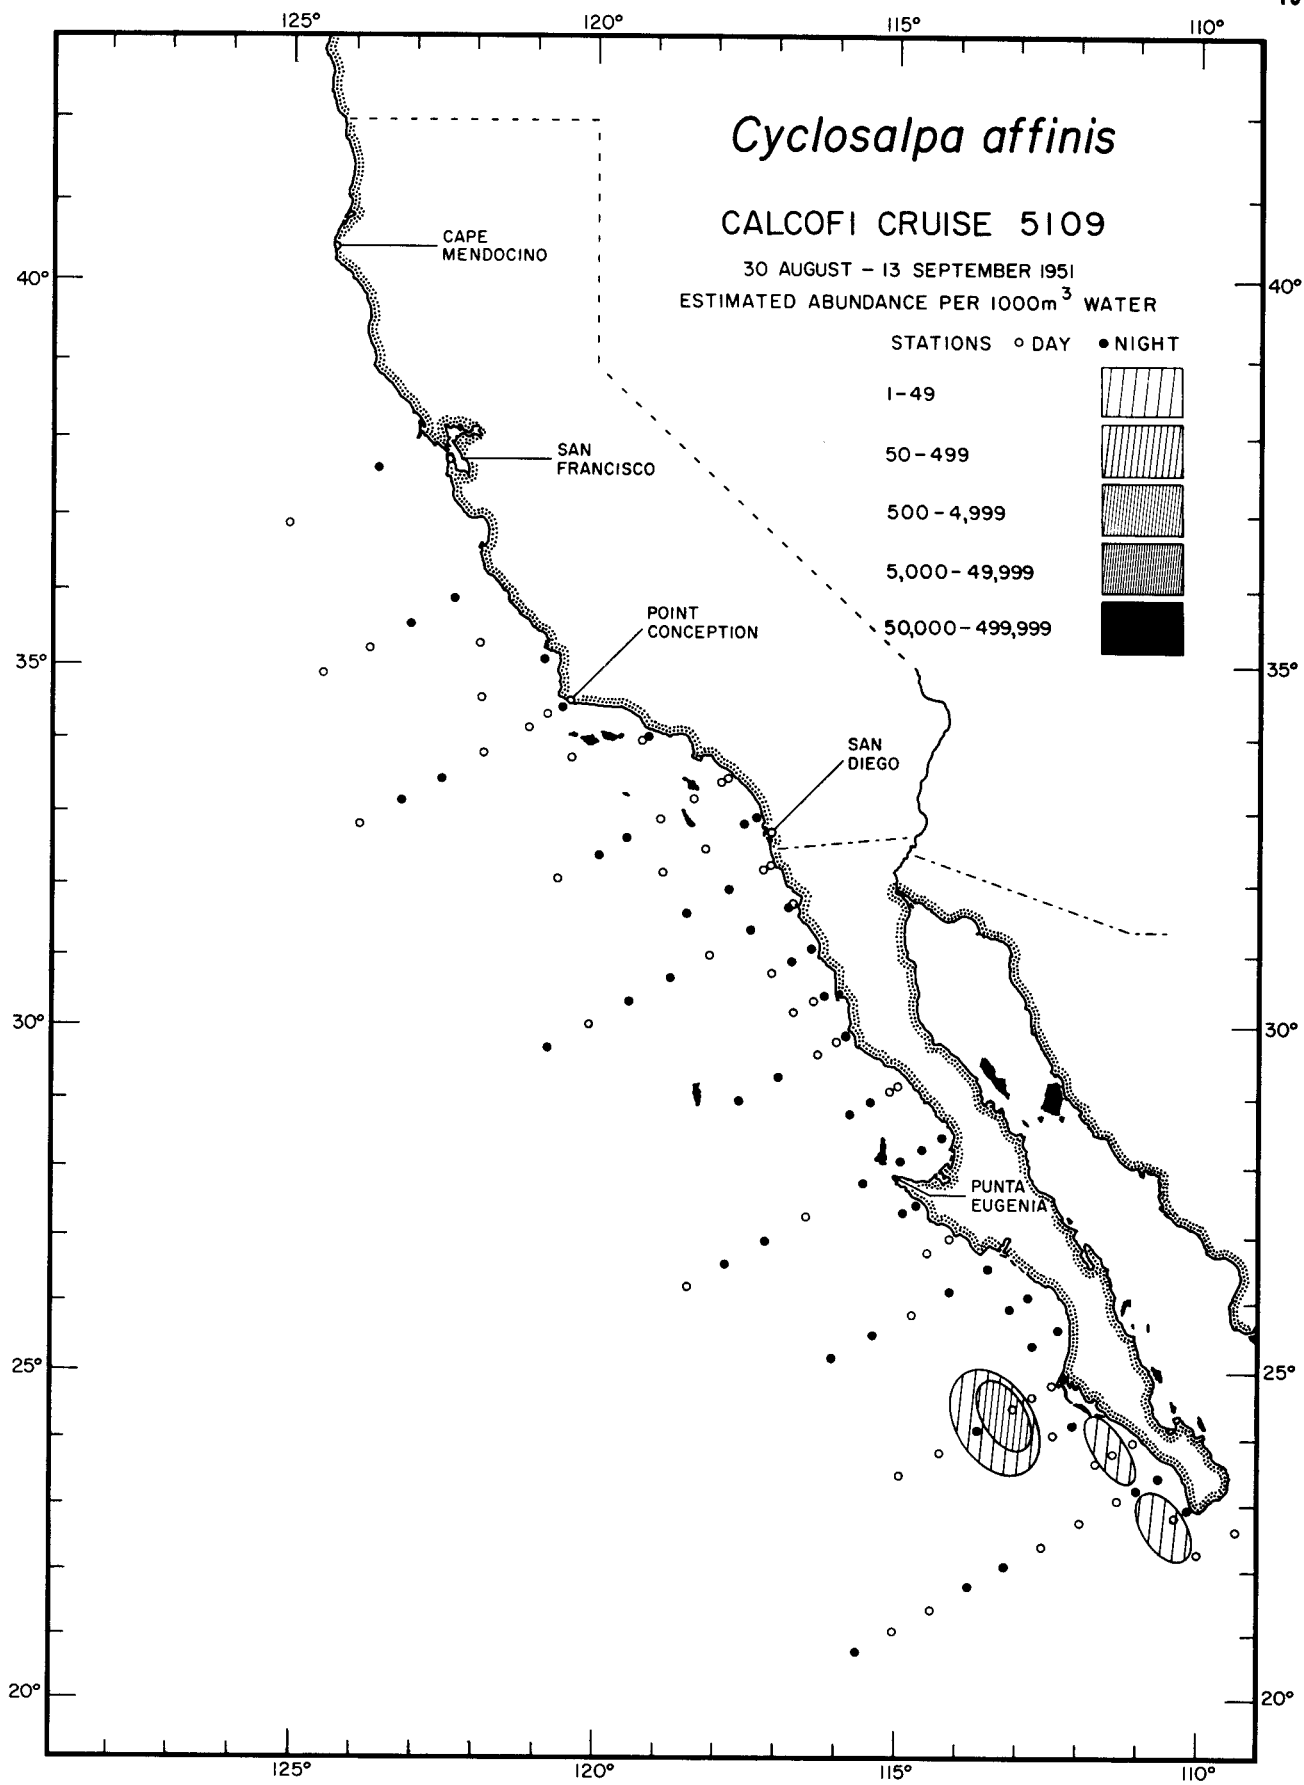 125° 120° 115° 110°
Cyclosalpa affinis
CALCOFI CRUISE 5109
30 AUGUST – 13 SEPTEMBER 1951
ESTIMATED ABUNDANCE PER 1000m³ WATER
STATIONS ○ DAY ● NIGHT
1–49
50–499
500–4,999
5,000–49,999
50,000–499,999
CAPE
MENDOCINO
40° 40°
SAN
FRANCISCO
POINT
CONCEPTION
35° 35°
SAN
DIEGO
30° 30°
PUNTA
EUGENIA
25° 25°
20° 20°
125° 120° 115° 110°